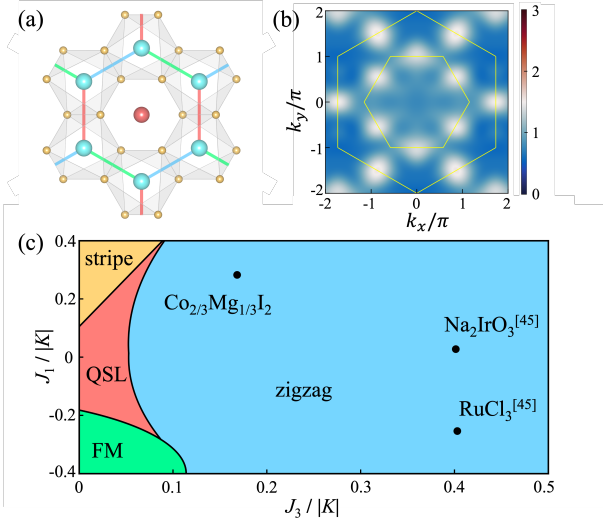 (a)
(b)
k_y/π
2
1
0
-1
-2
-2
-1
0
1
2
k_x/π
3
2
1
0
(c)
J_1 / |K|
0.4
0.2
0
-0.2
-0.4
stripe
QSL
FM
Co_{2/3}Mg_{1/3}I_2
zigzag
Na_2IrO_3^{[45]}
RuCl_3^{[45]}
0
0.1
0.2
0.3
0.4
0.5
J_3 / |K|